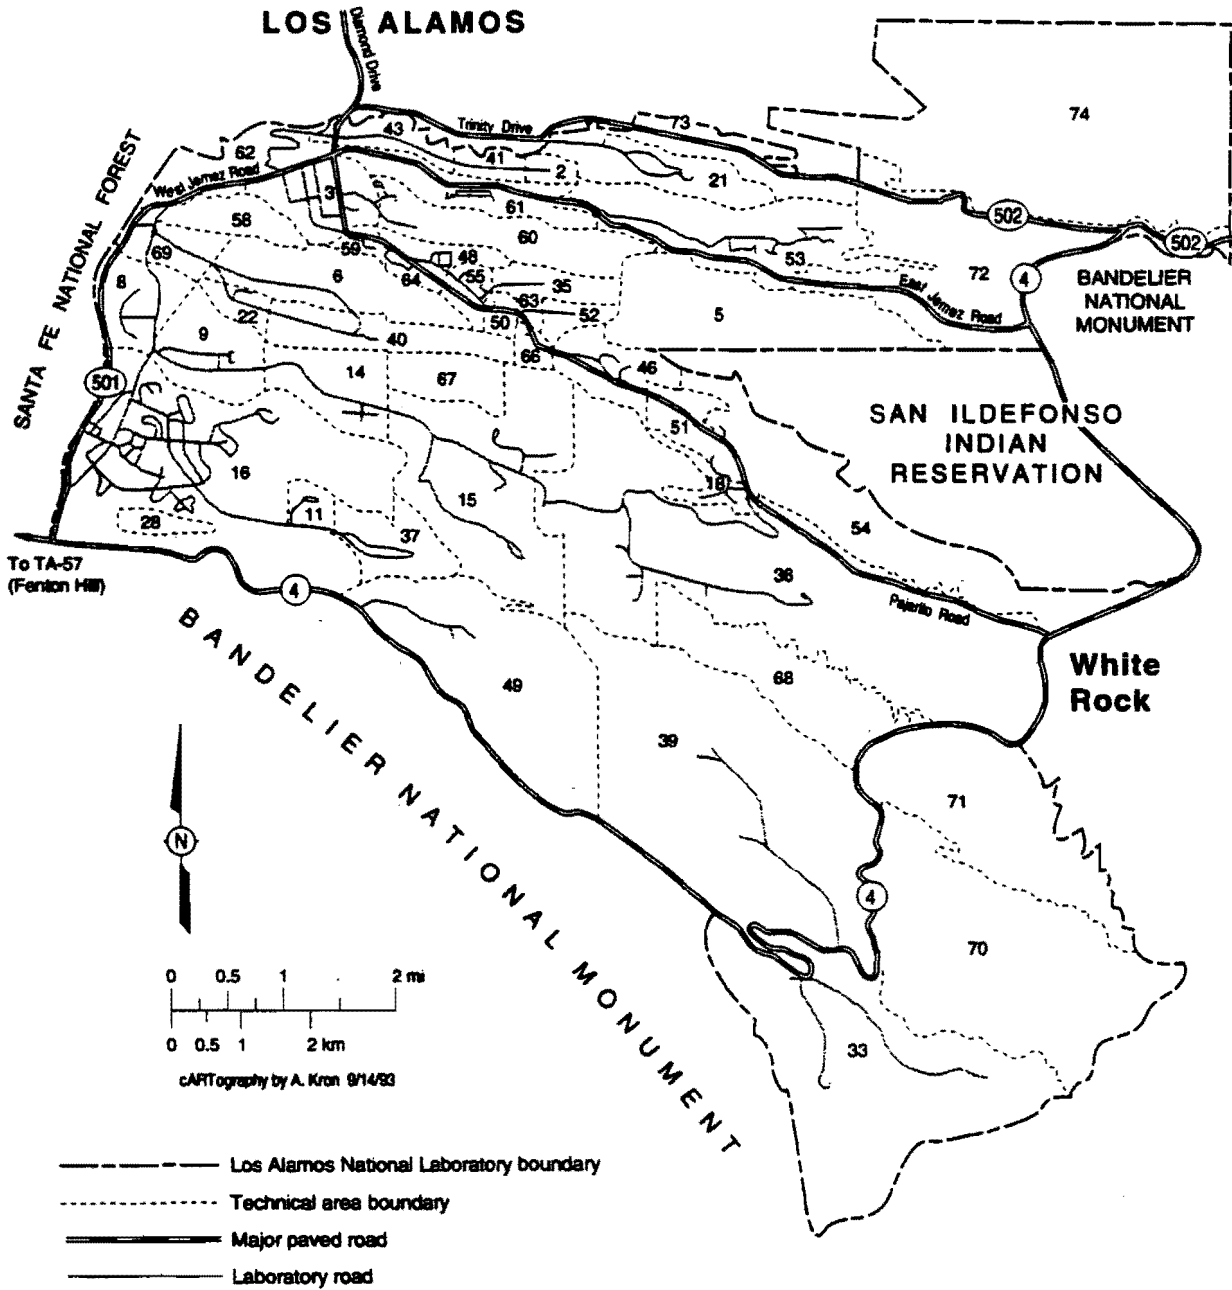 LOS ALAMOS
Diamond Drive
74
43
Trinity Drive
73
62
41
2
21
SANTA FE NATIONAL FOREST
West Jemez Road
3
61
58
60
502
502
59
48
53
72
69
6
64
55
35
4
BANDELIER
NATIONAL
MONUMENT
8
63
22
50
52
5
East Jemez Road
9
40
66
14
67
46
501
SAN ILDEFONSO
INDIAN
RESERVATION
51
16
15
18
28
11
37
54
To TA-57
(Fenton Hill)
4
36
Pajarito Road
BANDELIER NATIONAL MONUMENT
White
Rock
49
68
39
71
N
4
70
0 0.5 1 2 mi
0 0.5 1 2 km
33
cARTography by A. Kron 9/14/93
Los Alamos National Laboratory boundary
Technical area boundary
Major paved road
Laboratory road